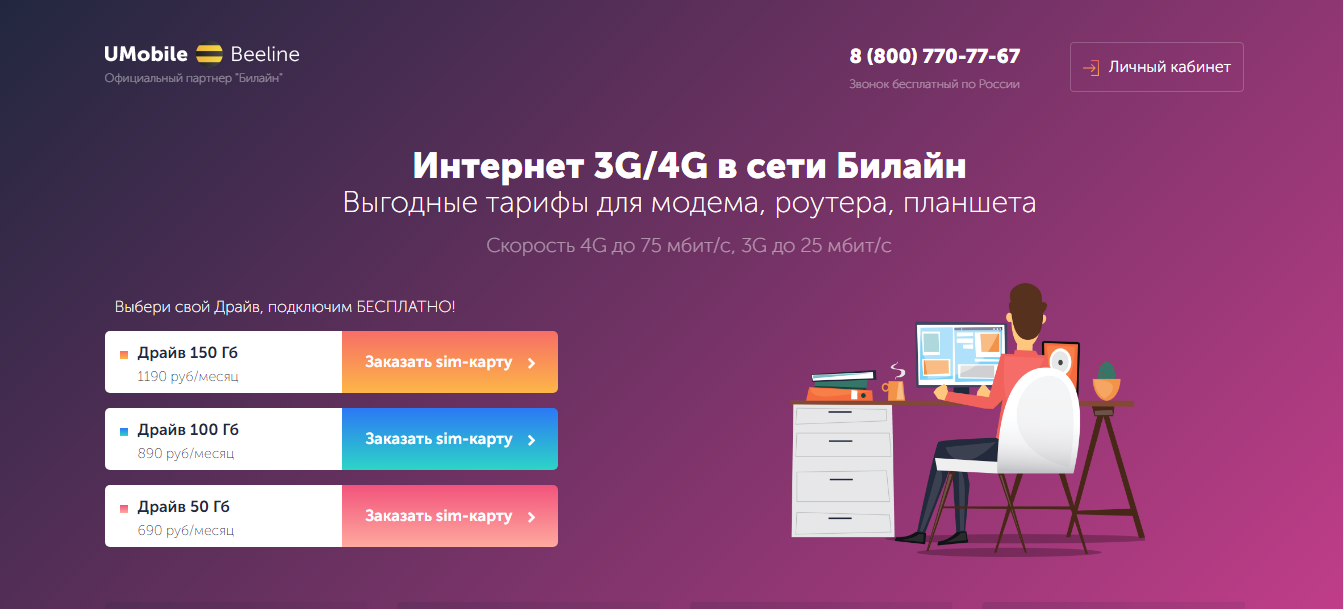 UMobile Beeline
Официальный партнер "Билайн"
8 (800) 770-77-67
Звонок бесплатный по России
Личный кабинет
Интернет 3G/4G в сети Билайн
Выгодные тарифы для модема, роутера, планшета
Скорость 4G до 75 мбит/с, 3G до 25 мбит/с
Выбери свой Драйв, подключим БЕСПЛАТНО!
Драйв 150 Гб
1190 руб/месяц
Заказать sim-карту
Драйв 100 Гб
890 руб/месяц
Заказать sim-карту
Драйв 50 Гб
690 руб/месяц
Заказать sim-карту